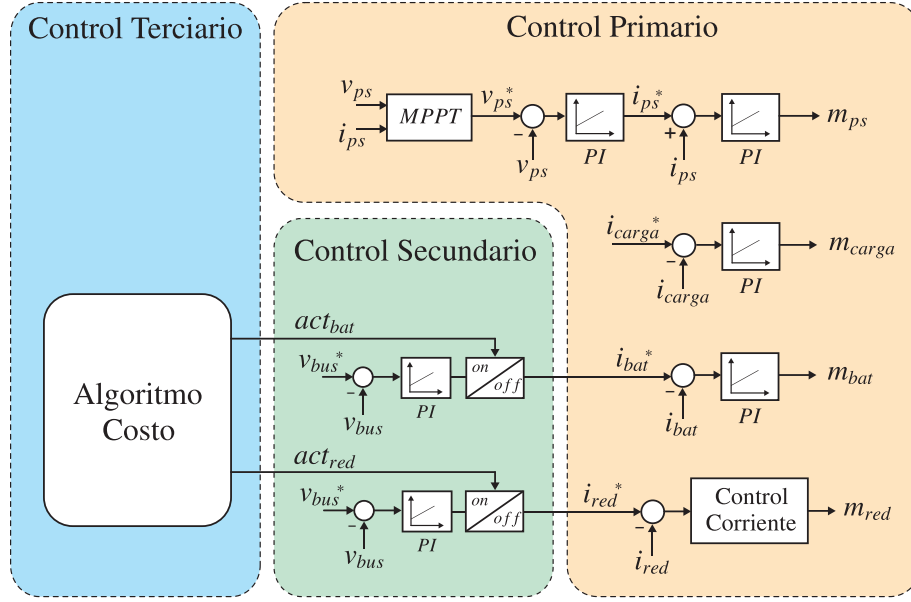 Control Terciario
Control Primario
v_ps
i_ps
MPPT
v_ps*
-
v_ps
PI
i_ps*
+
i_ps
PI
m_ps
i_carga*
-
i_carga
PI
m_carga
Control Secundario
Algoritmo
Costo
act_bat
v_bus*
-
v_bus
PI
on
off
i_bat*
-
i_bat
PI
m_bat
act_red
v_bus*
-
v_bus
PI
on
off
i_red*
-
i_red
Control
Corriente
m_red